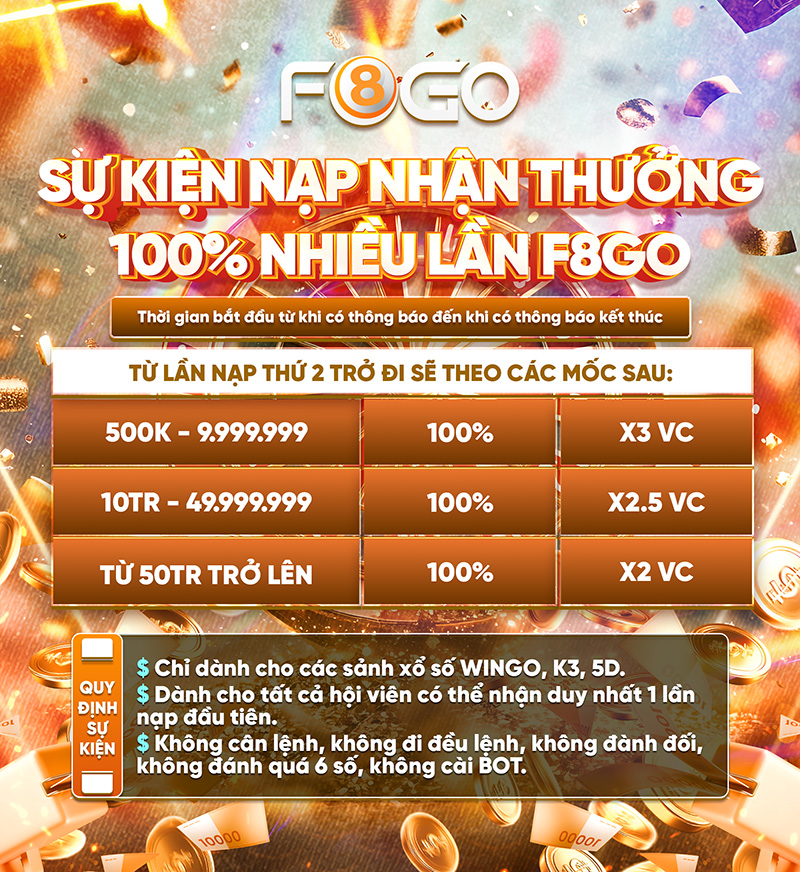 F8GO
SỰ KIỆN NẠP NHẬN THƯỞNG
100% NHIỀU LẦN F8GO
Thời gian bắt đầu từ khi có thông báo đến khi có thông báo kết thúc
TỪ LẦN NẠP THỨ 2 TRỞ ĐI SẼ THEO CÁC MỐC SAU:
500K - 9.999.999 100% X3 VC
10TR - 49.999.999 100% X2.5 VC
TỪ 50TR TRỞ LÊN 100% X2 VC
QUY
ĐỊNH
SỰ
KIỆN
$ Chỉ dành cho các sảnh xổ số WINGO, K3, 5D.
$ Dành cho tất cả hội viên có thể nhận duy nhất 1 lần
nạp đầu tiên.
$ Không cân lệnh, không đi đều lệnh, không đành đối,
không đánh quá 6 số, không cài BOT.
10000
10000